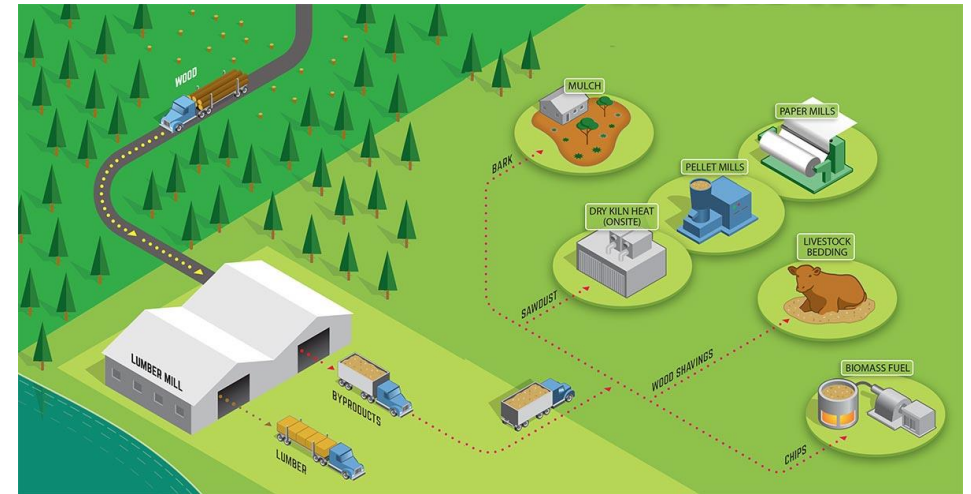 WOOD
MULCH
PAPER MILLS
BARK
PELLET MILLS
DRY KILN HEAT
(ONSITE)
LIVESTOCK
BEDDING
SAWDUST
LUMBER MILL
WOOD SHAVINGS
BIOMASS FUEL
BYPRODUCTS
LUMBER
CHIPS